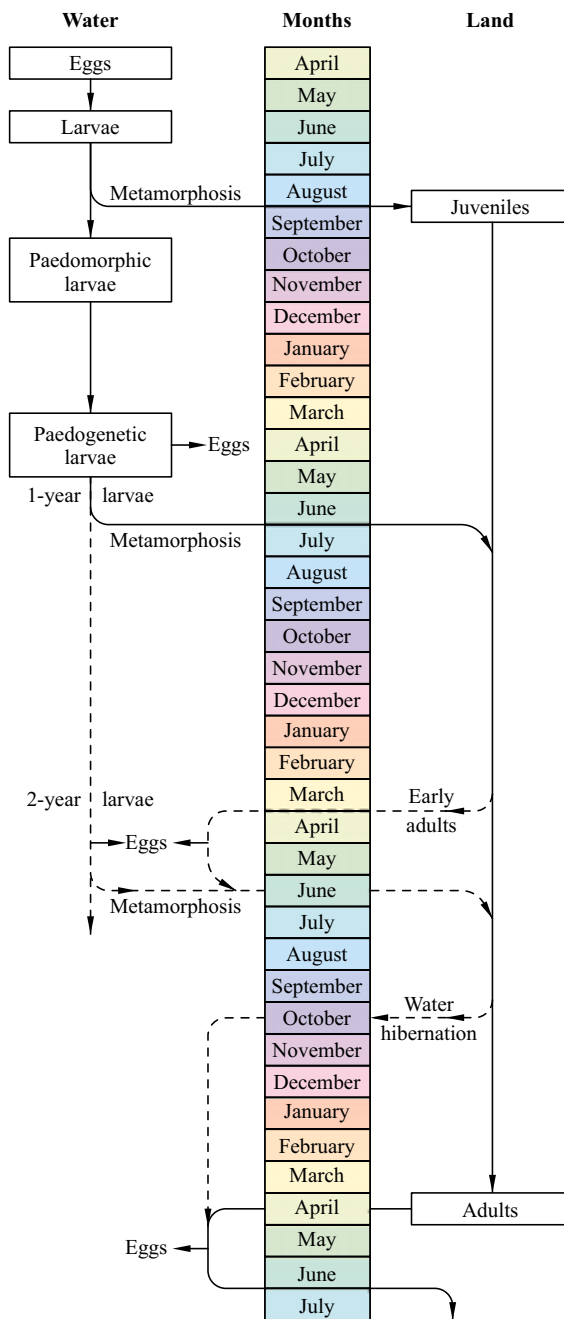 Water
Months
Land
Eggs
April
May
Larvae
June
July
Metamorphosis
August
Juveniles
September
Paedomorphic
larvae
October
November
December
January
February
March
Paedogenetic
larvae
Eggs
April
May
1-year larvae
June
Metamorphosis
July
August
September
October
November
December
January
February
2-year larvae
March
Early
adults
April
Eggs
May
June
Metamorphosis
July
August
September
Water
hibernation
October
November
December
January
February
March
April
Adults
Eggs
May
June
July